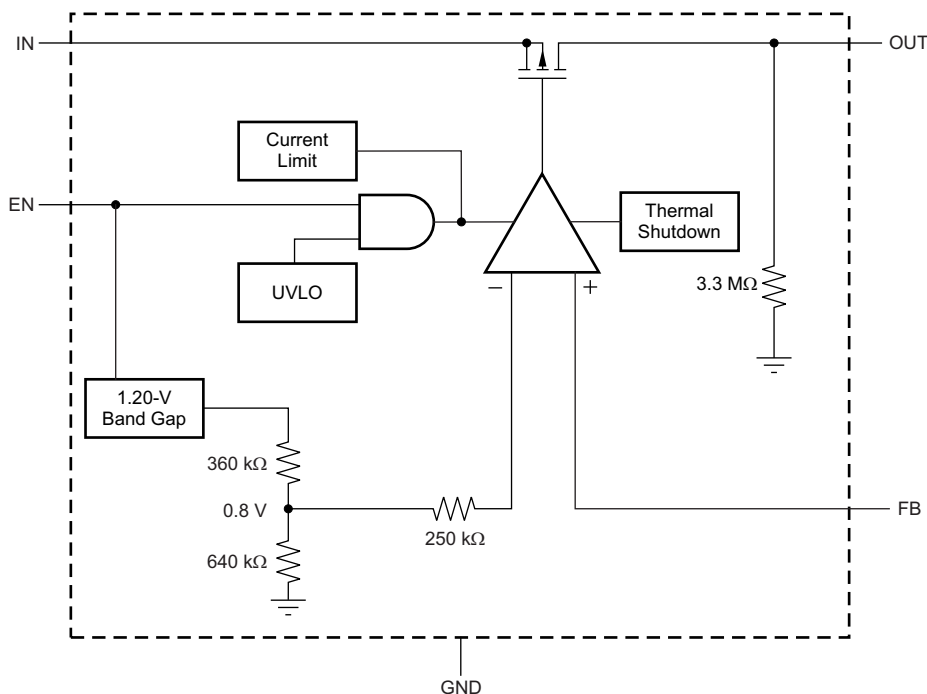 IN
OUT
Current
Limit
EN
Thermal
Shutdown
UVLO
−
+
3.3 MΩ
1.20-V
Band Gap
360 kΩ
0.8 V
250 kΩ
FB
640 kΩ
GND